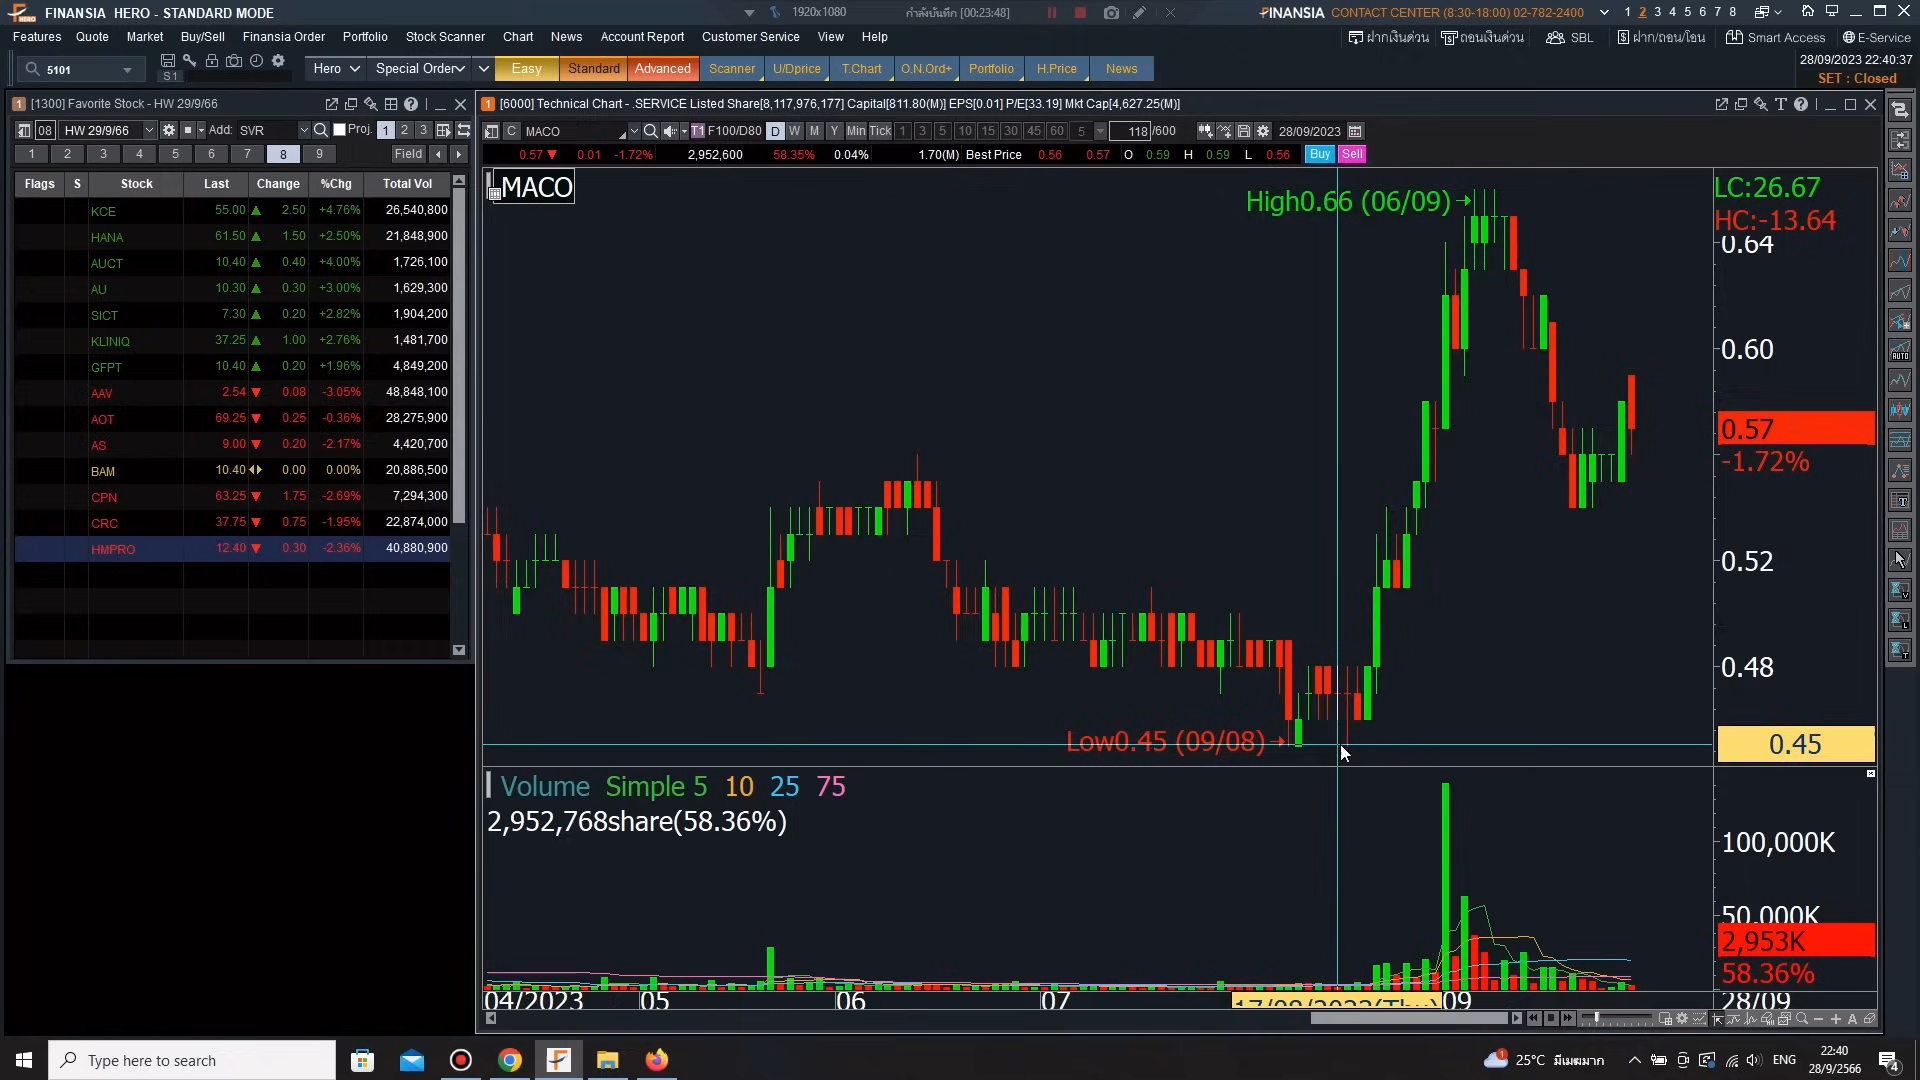 FINANSIA HERO - STANDARD MODE
1920x1080
กำลังบันทึก [00:23:48]
FINANSIA CONTACT CENTER (8:30-18:00) 02-782-2400
1 2 3 4 5 6 7 8
Features Quote Market Buy/Sell Finansia Order Portfolio Stock Scanner Chart News Account Report Customer Service View Help
ฝากเงินด่วน ถอนเงินด่วน SBL ฝาก/ถอน/โอน Smart Access E-Service
5101
S1
Hero Special Order Easy Standard Advanced Scanner U/Dprice T.Chart O.N.Ord+ Portfolio H.Price News
28/09/2023 22:40:37
SET : Closed
1 [1300] Favorite Stock - HW 29/9/66
08 HW 29/9/66 Add: SVR Proj. 1 2 3
1 2 3 4 5 6 7 8 9 Field
Flags S Stock Last Change %Chg Total Vol
KCE 55.00 ▲ 2.50 +4.76% 26,540,800
HANA 61.50 ▲ 1.50 +2.50% 21,848,900
AUCT 10.40 ▲ 0.40 +4.00% 1,726,100
AU 10.30 ▲ 0.30 +3.00% 1,629,300
SICT 7.30 ▲ 0.20 +2.82% 1,904,200
KLINIQ 37.25 ▲ 1.00 +2.76% 1,481,700
GFPT 10.40 ▲ 0.20 +1.96% 4,849,200
AAV 2.54 ▼ 0.08 -3.05% 48,848,100
AOT 69.25 ▼ 0.25 -0.36% 28,275,900
AS 9.00 ▼ 0.20 -2.17% 4,420,700
BAM 10.40 0.00 0.00% 20,886,500
CPN 63.25 ▼ 1.75 -2.69% 7,294,300
CRC 37.75 ▼ 0.75 -1.95% 22,874,000
HMPRO 12.40 ▼ 0.30 -2.36% 40,880,900
1 [6000] Technical Chart - .SERVICE Listed Share[8,117,976,177] Capital[811.80(M)] EPS[0.01] P/E[33.19] Mkt Cap[4,627.25(M)]
C MACO T1 F100/D80 D W M Y Min Tick 1 3 5 10 15 30 45 60 5 118 /600 28/09/2023
0.57 ▼ 0.01 -1.72% 2,952,600 58.35% 0.04% 1.70(M) Best Price 0.56 0.57 O 0.59 H 0.59 L 0.56 Buy Sell
MACO
High0.66 (06/09)
LC:26.67
HC:-13.64
0.64
0.60
0.57
-1.72%
0.52
0.48
Low0.45 (09/08)
0.45
Volume Simple 5 10 25 75
2,952,768share(58.36%)
100,000K
50,000K
2,953K
58.36%
04/2023 05 06 07 17/08/2023(Thu) 09 28/09
Type here to search
25°C มีเมฆมาก
ENG
22:40
28/9/2566
4